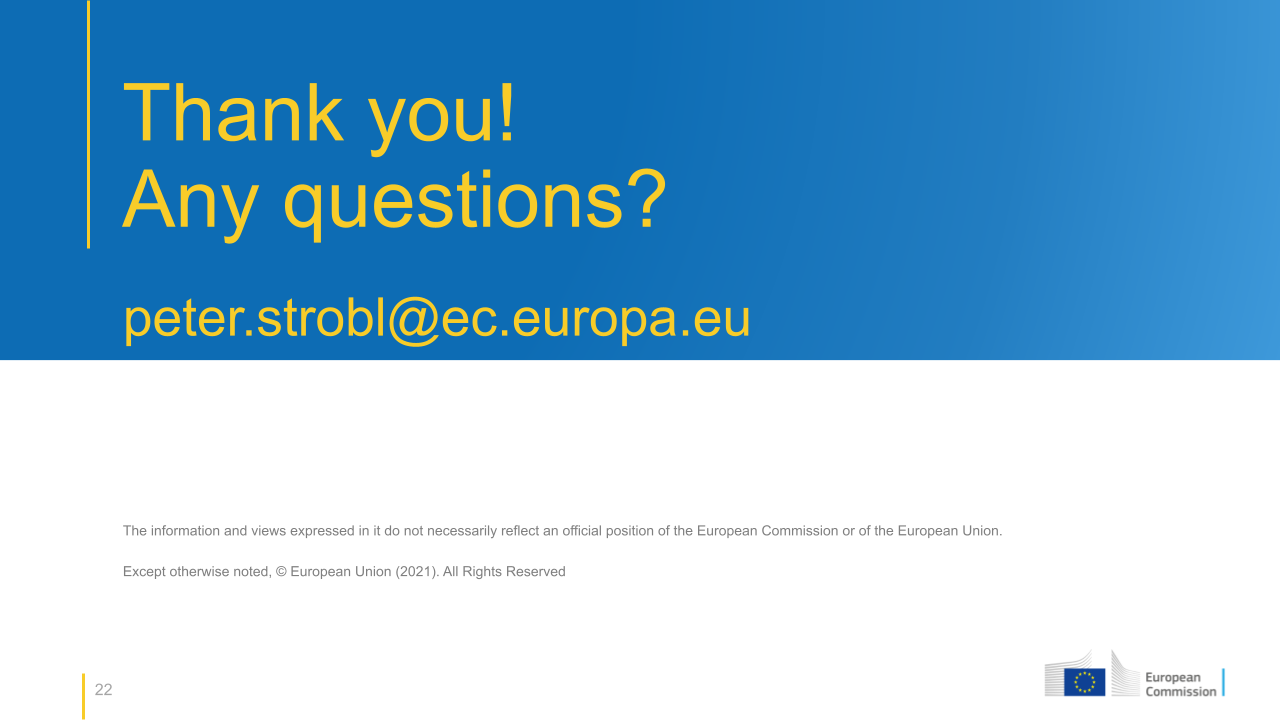 Thank you!
Any questions?
peter.strobl@ec.europa.eu
The information and views expressed in it do not necessarily reflect an official position of the European Commission or of the European Union.
Except otherwise noted, © European Union (2021). All Rights Reserved
22
European
Commission